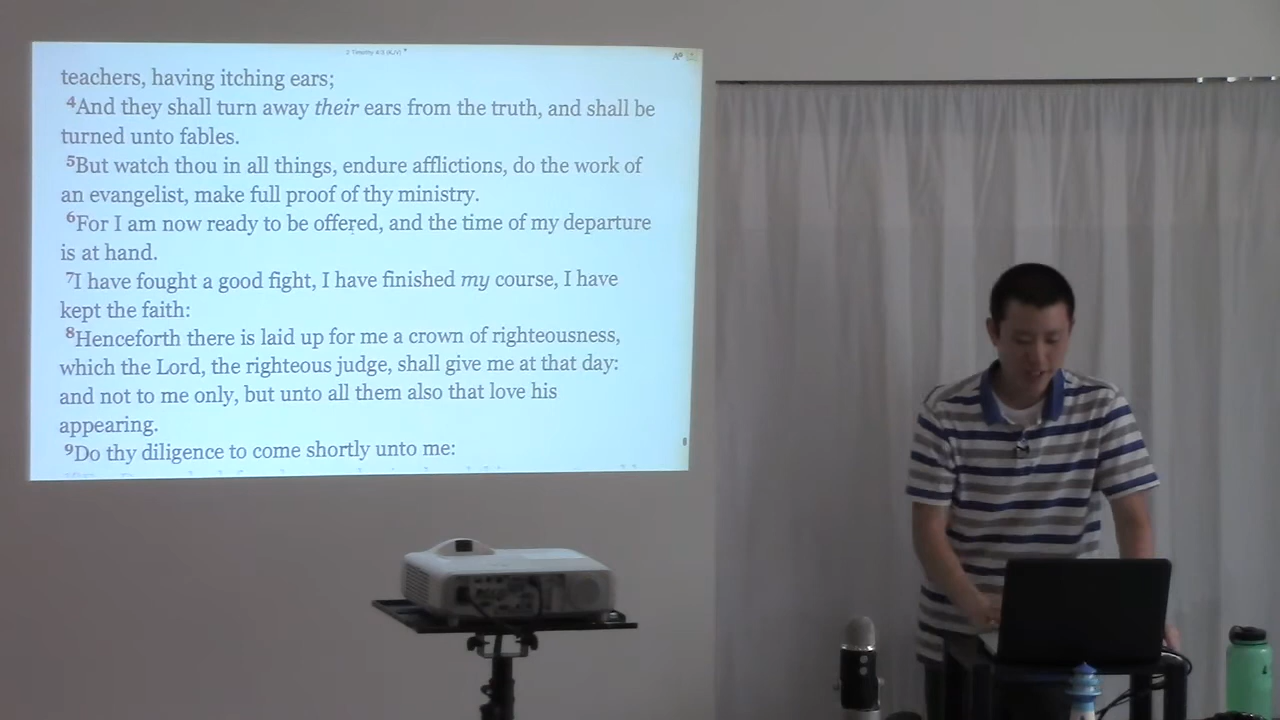 2 Timothy 4:3 (KJV)
teachers, having itching ears;
4And they shall turn away their ears from the truth, and shall be
turned unto fables.
5But watch thou in all things, endure afflictions, do the work of
an evangelist, make full proof of thy ministry.
6For I am now ready to be offered, and the time of my departure
is at hand.
7I have fought a good fight, I have finished my course, I have
kept the faith:
8Henceforth there is laid up for me a crown of righteousness,
which the Lord, the righteous judge, shall give me at that day:
and not to me only, but unto all them also that love his
appearing.
9Do thy diligence to come shortly unto me: